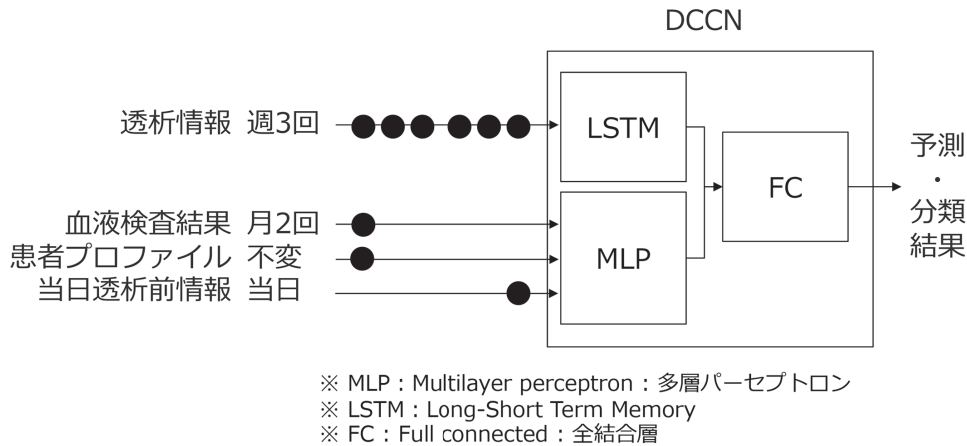 DCCN
透析情報 週3回
LSTM
血液検査結果 月2回
患者プロファイル 不変
当日透析前情報 当日
MLP
FC
予測
・
分類
結果
※ MLP : Multilayer perceptron : 多層パーセプトロン
※ LSTM : Long-Short Term Memory
※ FC : Full connected : 全結合層